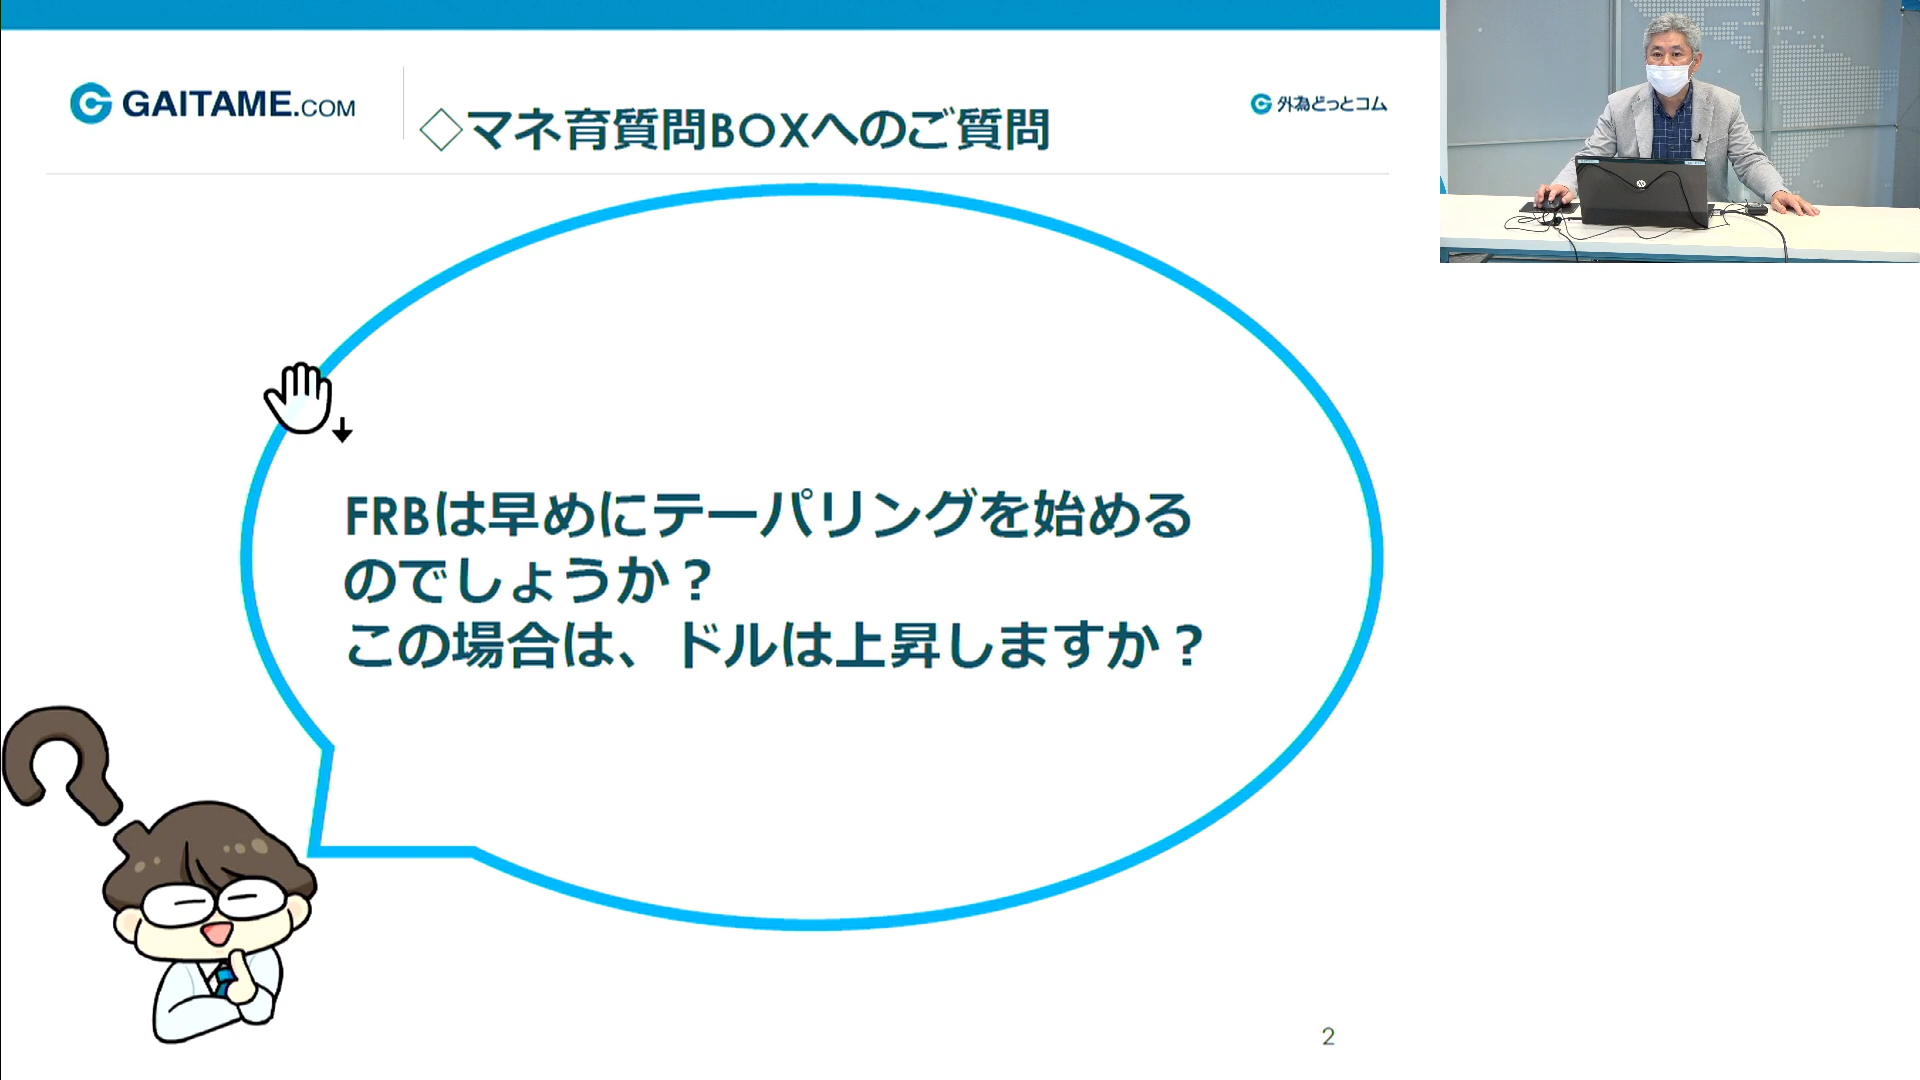 GAITAME.COM
◇マネ育質問BOXへのご質問
外為どっとコム
FRBは早めにテーパリングを始める
のでしょうか？
この場合は、ドルは上昇しますか？
2